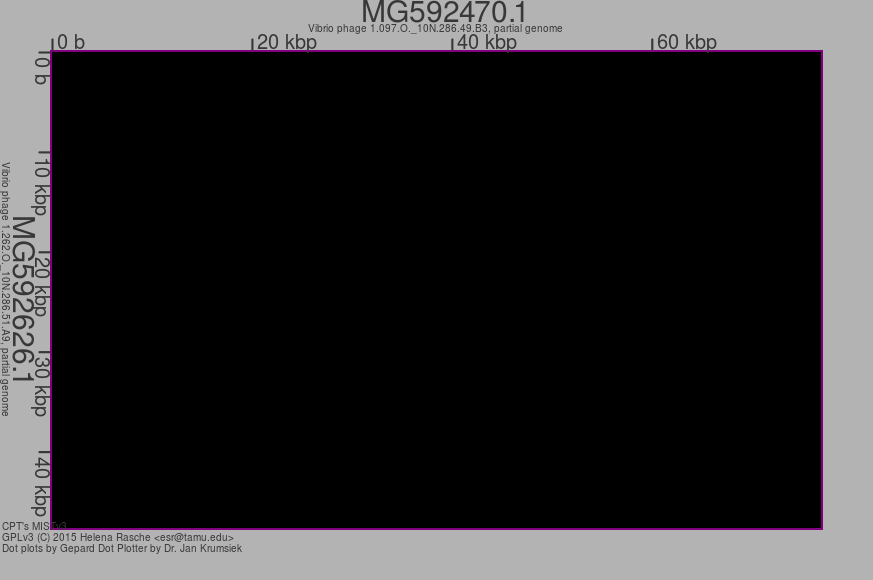 MG592470.1
Vibrio phage 1.097.O._10N.286.49.B3, partial genome
0 b
20 kbp
40 kbp
60 kbp
0 b
10 kbp
20 kbp
30 kbp
40 kbp
MG592626.1
Vibrio phage 1.262.O._10N.286.51.A9, partial genome
CPT's MISTv3
GPLv3 (C) 2015 Helena Rasche <esr@tamu.edu>
Dot plots by Gepard Dot Plotter by Dr. Jan Krumsiek